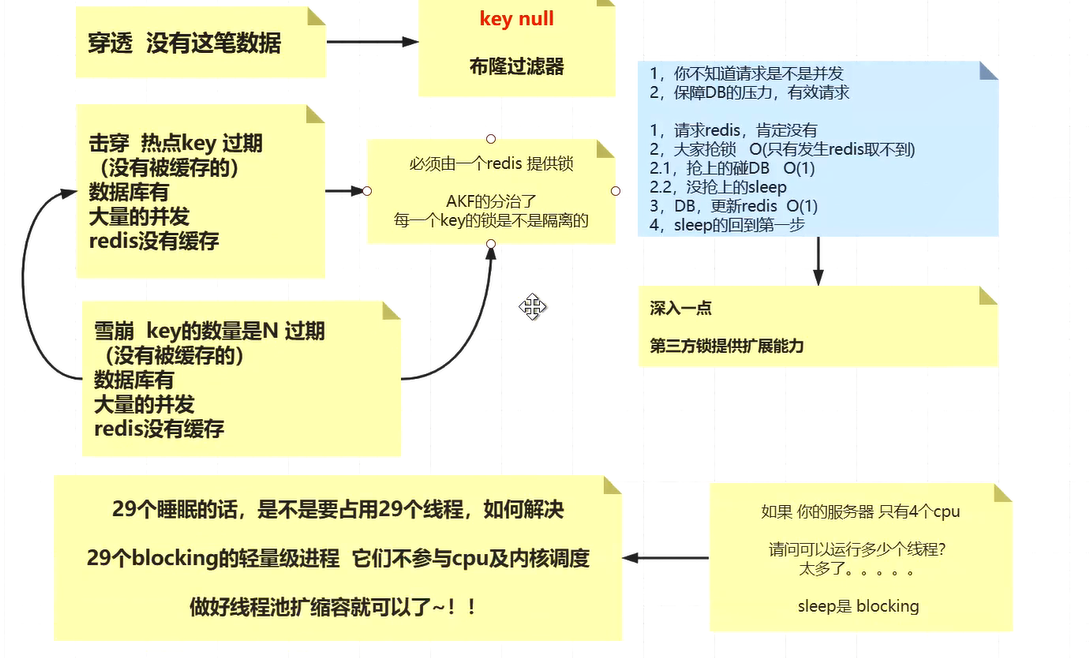 穿透  没有这笔数据
key null
布隆过滤器
击穿  热点key 过期
（没有被缓存的）
数据库有
大量的并发
redis没有缓存
必须由一个redis 提供锁
AKF的分治了
每一个key的锁是不是隔离的
1，你不知道请求是不是并发
2，保障DB的压力，有效请求
1，请求redis，肯定没有
2，大家抢锁   O(只有发生redis取不到)
2.1，抢上的碰DB   O(1)
2.2，没抢上的sleep
3，DB，更新redis  O(1)
4，sleep的回到第一步
深入一点
第三方锁提供扩展能力
雪崩  key的数量是N 过期
（没有被缓存的）
数据库有
大量的并发
redis没有缓存
29个睡眠的话，是不是要占用29个线程，如何解决
29个blocking的轻量级进程  它们不参与cpu及内核调度
做好线程池扩缩容就可以了~！！
如果 你的服务器 只有4个cpu
请问可以运行多少个线程？
太多了。。。。。
sleep是 blocking